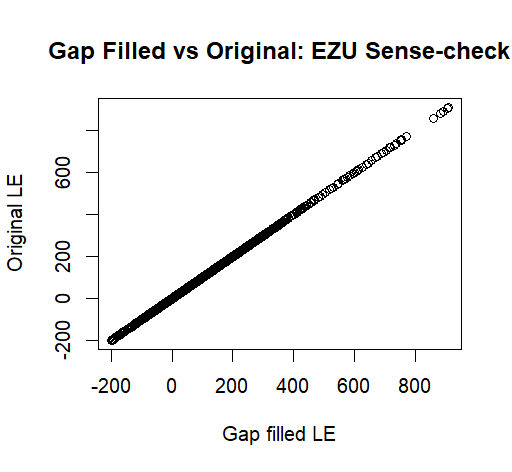 Gap Filled vs Original: EZU Sense-check
Original LE
600
200
0
-200
-200 0 200 400 600 800
Gap filled LE